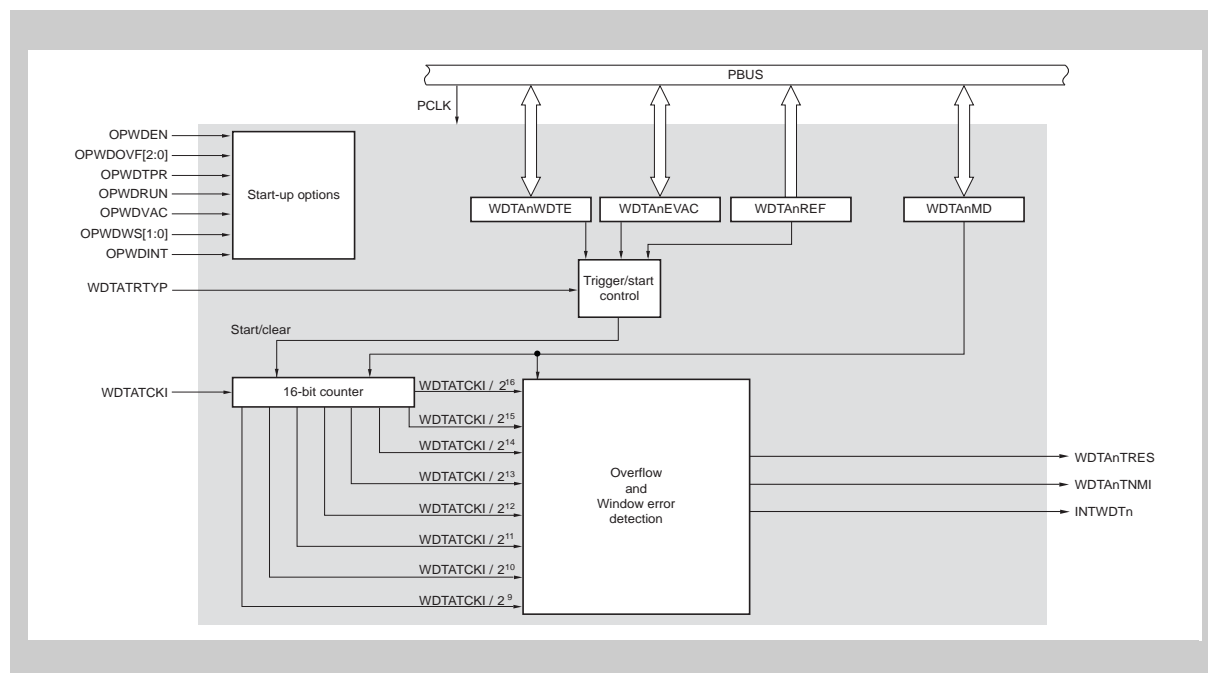 PBUS
PCLK
OPWDEN
OPWDOVF[2:0]
OPWDTPR
OPWDRUN
OPWDVAC
OPWDWS[1:0]
OPWDINT
Start-up options
WDTAnWDTE
WDTAnEVAC
WDTAnREF
WDTAnMD
WDTATRTYP
Trigger/start
control
Start/clear
WDTATCKI
16-bit counter
WDTATCKI / 2¹⁶
WDTATCKI / 2¹⁵
WDTATCKI / 2¹⁴
WDTATCKI / 2¹³
WDTATCKI / 2¹²
WDTATCKI / 2¹¹
WDTATCKI / 2¹⁰
WDTATCKI / 2⁹
Overflow
and
Window error
detection
WDTAnTRES
WDTAnTNMI
INTWDTn